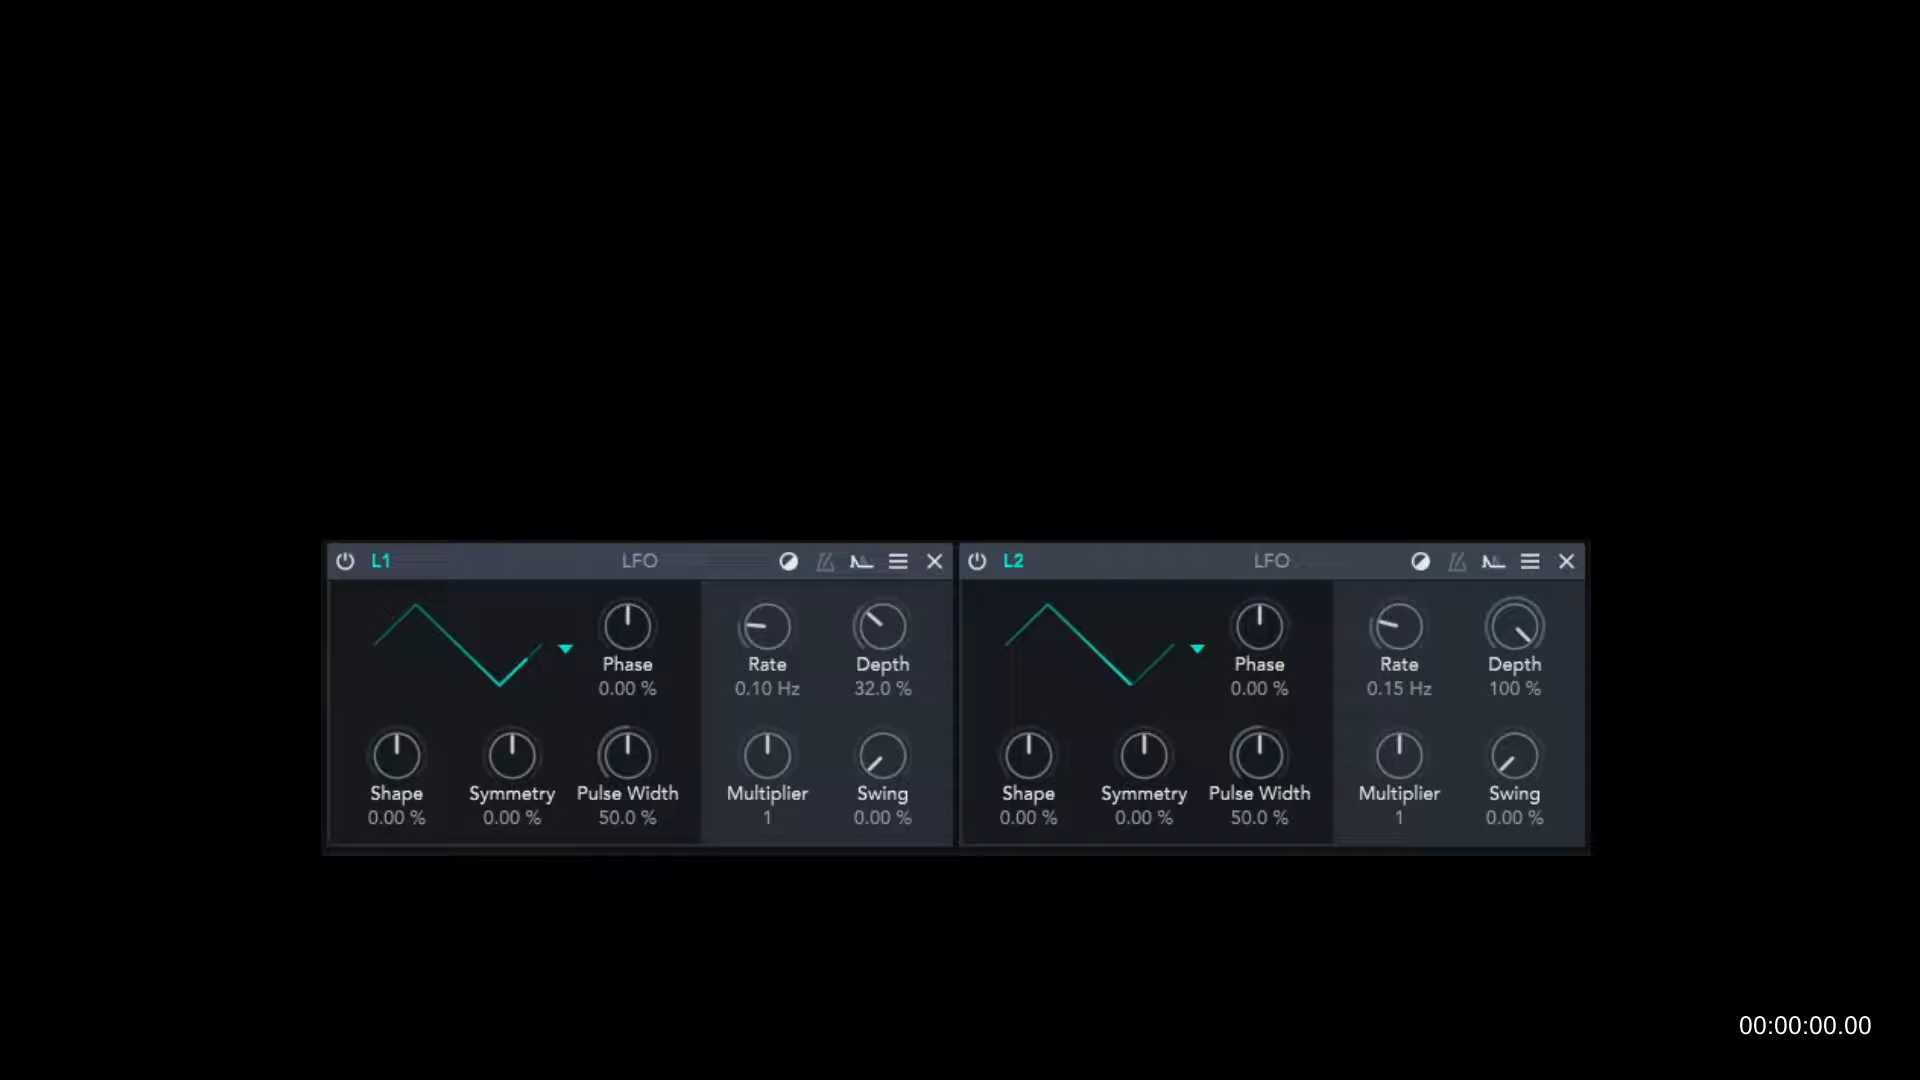 L1 LFO
Phase
0.00 %
Rate
0.10 Hz
Depth
32.0 %
Shape
0.00 %
Symmetry
0.00 %
Pulse Width
50.0 %
Multiplier
1
Swing
0.00 %
L2 LFO
Phase
0.00 %
Rate
0.15 Hz
Depth
100 %
Shape
0.00 %
Symmetry
0.00 %
Pulse Width
50.0 %
Multiplier
1
Swing
0.00 %
00:00:00.00